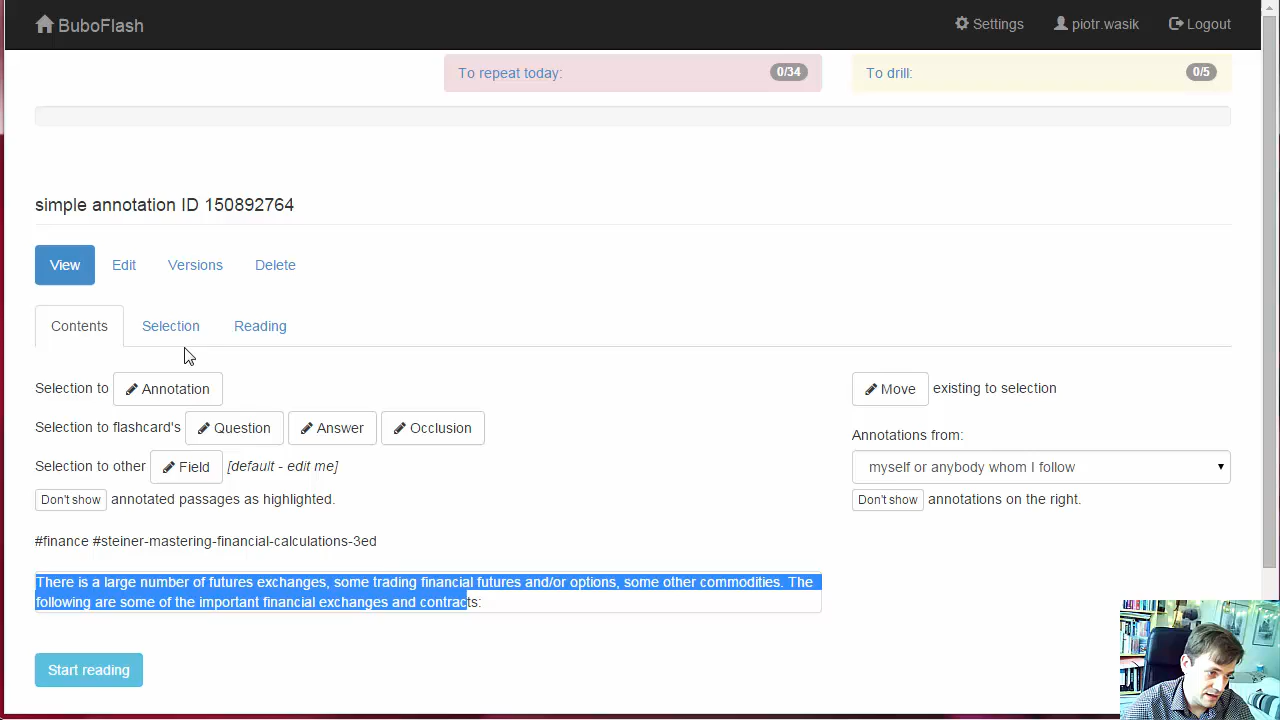 BuboFlash Settings piotr.wasik Logout
To repeat today: 0/34 To drill: 0/5
simple annotation ID 150892764
View Edit Versions Delete
Contents Selection Reading
Selection to Annotation Move existing to selection
Selection to flashcard's Question Answer Occlusion Annotations from:
Selection to other Field [default - edit me] myself or anybody whom I follow
Don't show annotated passages as highlighted. Don't show annotations on the right.
#finance #steiner-mastering-financial-calculations-3ed
There is a large number of futures exchanges, some trading financial futures and/or options, some other commodities. The
following are some of the important financial exchanges and contracts:
Start reading